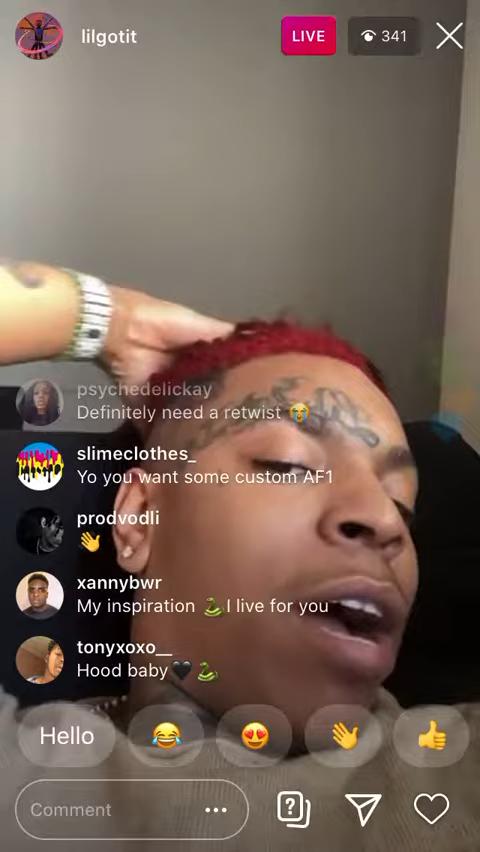 lilgotit
LIVE
341
psychedelickay
Definitely need a retwist 😭
slimeclothes_
Yo you want some custom AF1
prodvodli
👋
xannybwr
My inspiration 🐍I live for you
tonyxoxo__
Hood baby🖤🐍
Hello
😂
😍
👋
👍
Comment